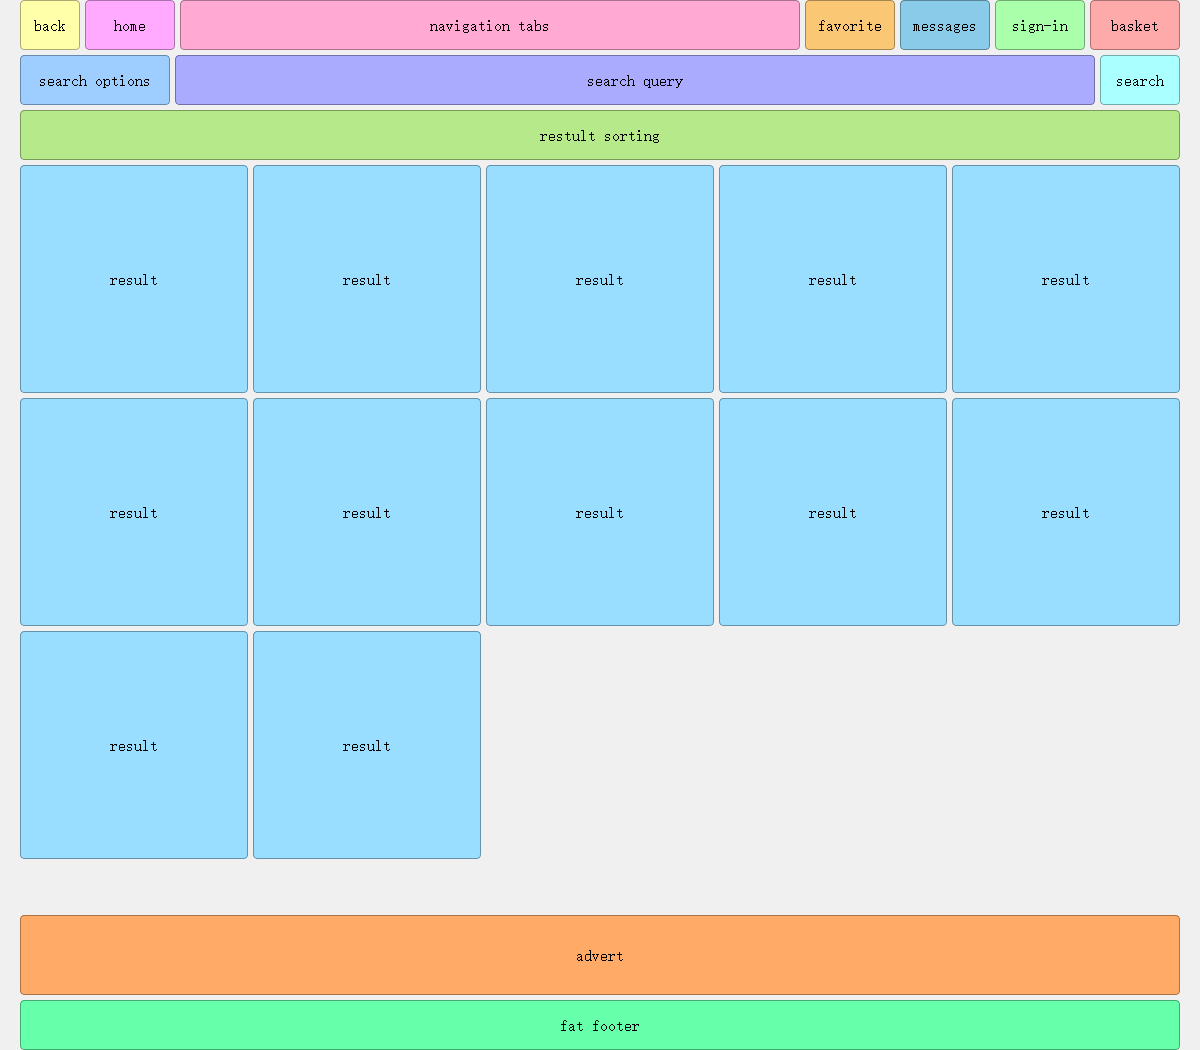 back home navigation tabs favorite messages sign-in basket
search options search query search
restult sorting
result result result result result
result result result result result
result result
advert
fat footer